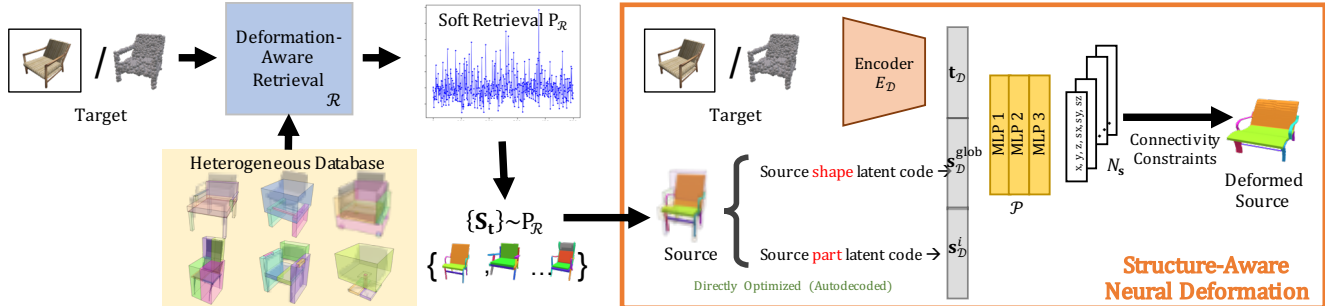 Target
Deformation-
Aware
Retrieval
ℛ
Heterogeneous Database
Soft Retrieval P_ℛ
{S_t}~P_ℛ
{ , ... }
Target
Encoder
E_𝒟
Source
Source shape latent code →
Source part latent code →
Directly Optimized (Autodecoded)
t_𝒟
s_𝒟^glob
s_𝒟^i
MLP 1
MLP 2
MLP 3
𝒫
x, y, z, sx, sy, sz
...
N_s
Connectivity
Constraints
Deformed
Source
Structure-Aware
Neural Deformation